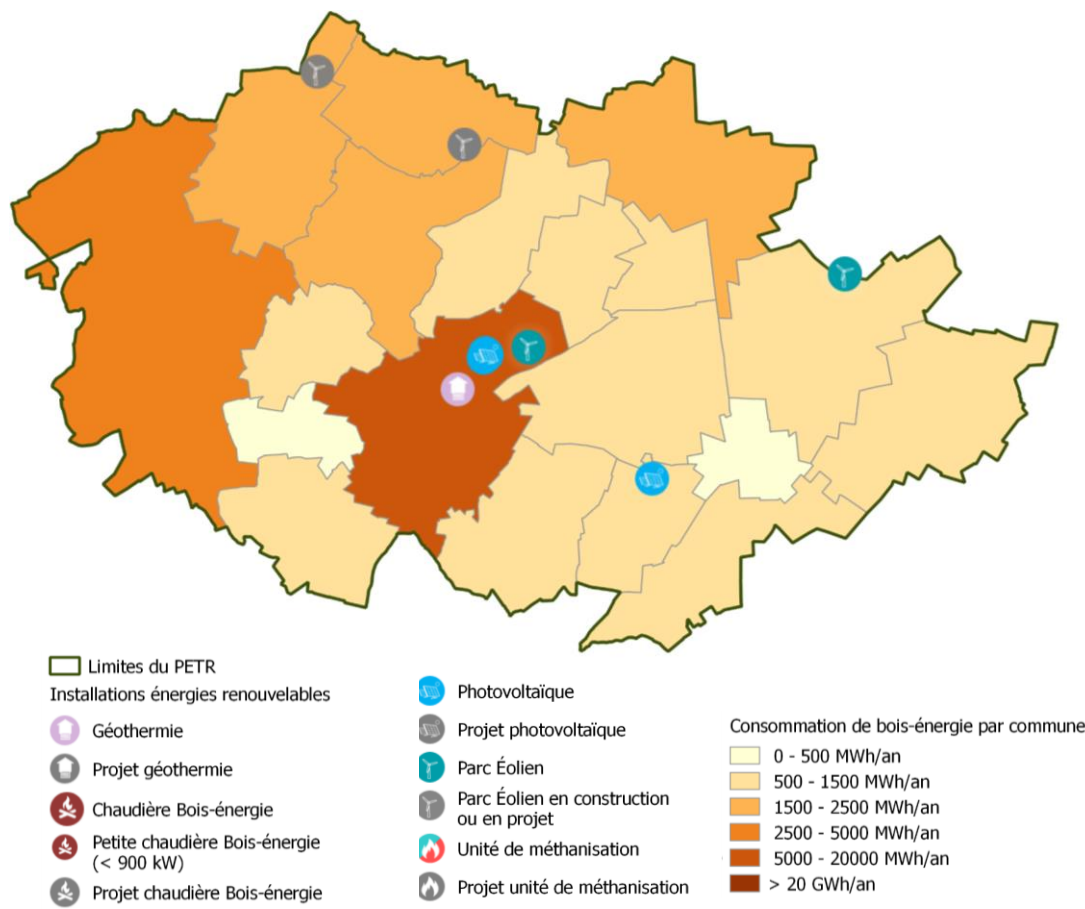 Limites du PETR
Installations énergies renouvelables
Géothermie
Projet géothermie
Chaudière Bois-énergie
Petite chaudière Bois-énergie
(< 900 kW)
Projet chaudière Bois-énergie
Photovoltaïque
Projet photovoltaïque
Parc Éolien
Parc Éolien en construction
ou en projet
Unité de méthanisation
Projet unité de méthanisation
Consommation de bois-énergie par commune
0 - 500 MWh/an
500 - 1500 MWh/an
1500 - 2500 MWh/an
2500 - 5000 MWh/an
5000 - 20000 MWh/an
> 20 GWh/an